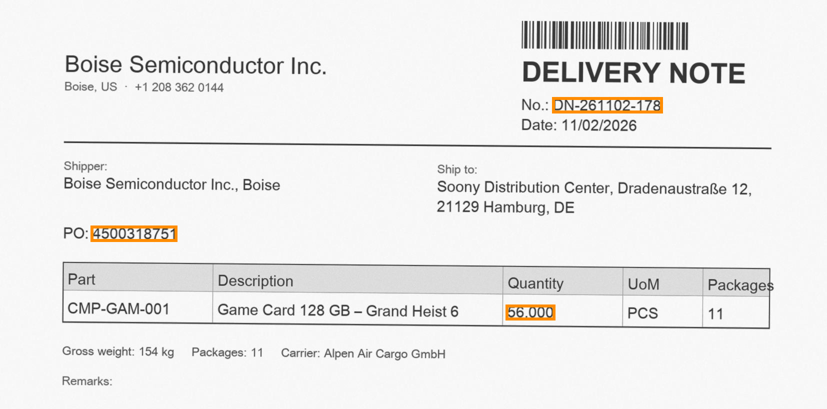 Boise Semiconductor Inc.
Boise, US · +1 208 362 0144
DELIVERY NOTE
No.: DN-261102-178
Date: 11/02/2026
Shipper:
Boise Semiconductor Inc., Boise
Ship to:
Soony Distribution Center, Dradenaustraße 12,
21129 Hamburg, DE
PO: 4500318751
Part Description Quantity UoM Packages
CMP-GAM-001 Game Card 128 GB – Grand Heist 6 56.000 PCS 11
Gross weight: 154 kg Packages: 11 Carrier: Alpen Air Cargo GmbH
Remarks: